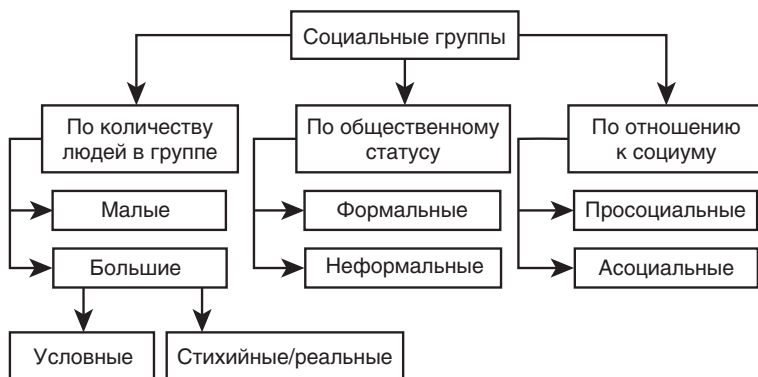 Социальные группы
По количеству
людей в группе
Малые
Большие
Условные
Стихийные/реальные
По общественному
статусу
Формальные
Неформальные
По отношению
к социуму
Просоциальные
Асоциальные